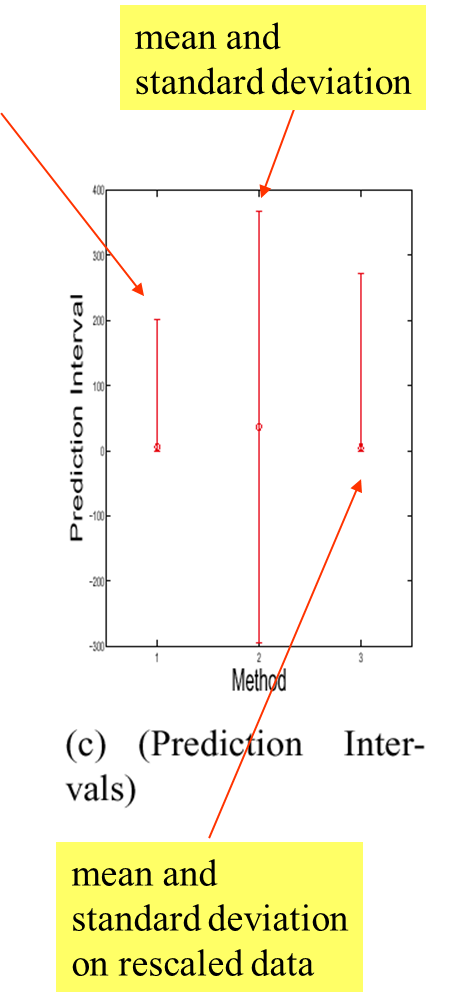 mean and
standard deviation
400
300
200
100
0
-100
-200
-300
Prediction Interval
1 2 3
Method
(c) (Prediction Inter-
vals)
mean and
standard deviation
on rescaled data